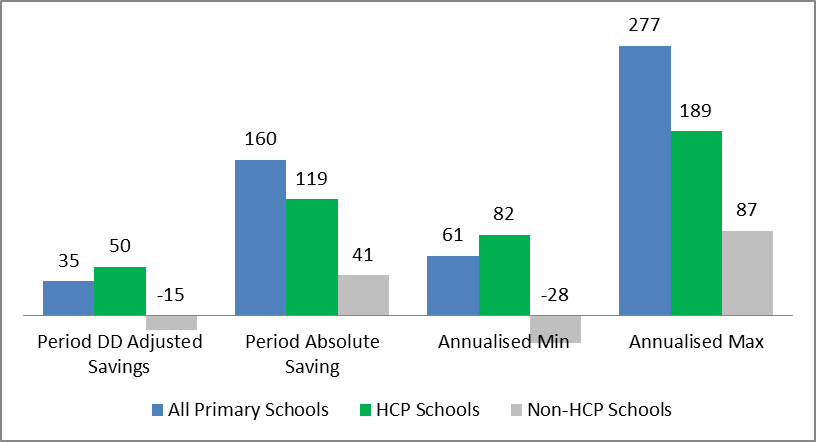 277
189
160
119
87
82
61
50
41
35
-15
-28
Period DD Adjusted
Savings
Period Absolute
Saving
Annualised Min
Annualised Max
All Primary Schools
HCP Schools
Non-HCP Schools